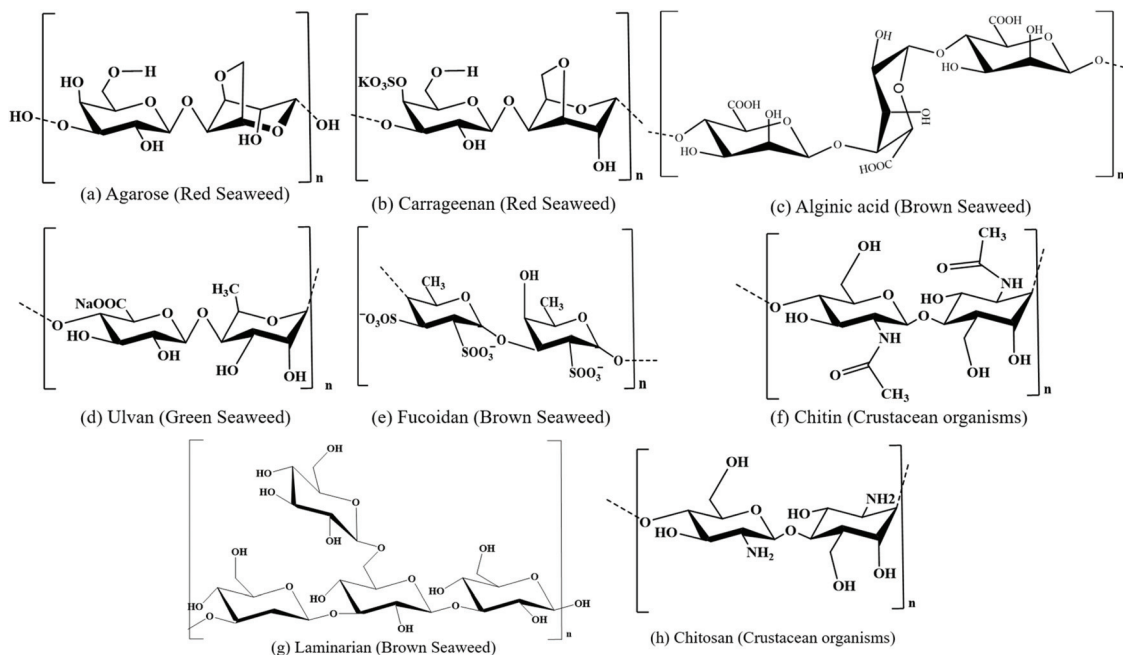 HO
HO
O
H
O
O
O
OH
O
O
HO
OH
n
(a) Agarose (Red Seaweed)
KO3SO
O
H
O
O
OH
O
O
O
OH
n
(b) Carrageenan (Red Seaweed)
OH
O
COOH
O
OH
HO
O
O
COOH
O
OH
HO
O
O
OH
HOOC
n
(c) Alginic acid (Brown Seaweed)
NaOOC
O
O
HO
OH
O
H3C
O
HO
OH
n
(d) Ulvan (Green Seaweed)
CH3
O
−O3OS
SOO3−
O
OH
CH3
O
SOO3−
O
n
(e) Fucoidan (Brown Seaweed)
OH
O
O
HO
NH
O
CH3
O
CH3
O
NH
HO
OH
OH
n
(f) Chitin (Crustacean organisms)
OH
HO
HO
O
OH
O
O
OH
HO
O
O
O
HO
O
OH
O
OH
HO
O
OH
OH
n
(g) Laminarian (Brown Seaweed)
OH
O
O
HO
NH2
O
HO
NH2
OH
OH
n
(h) Chitosan (Crustacean organisms)